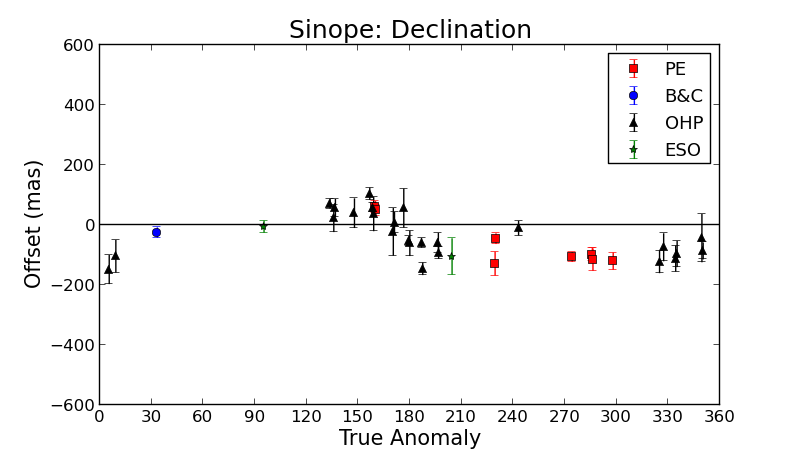 Sinope: Declination
600
400
200
0
−200
−400
−600
Offset (mas)
PE
B&C
OHP
ESO
0 30 60 90 120 150 180 210 240 270 300 330 360
True Anomaly